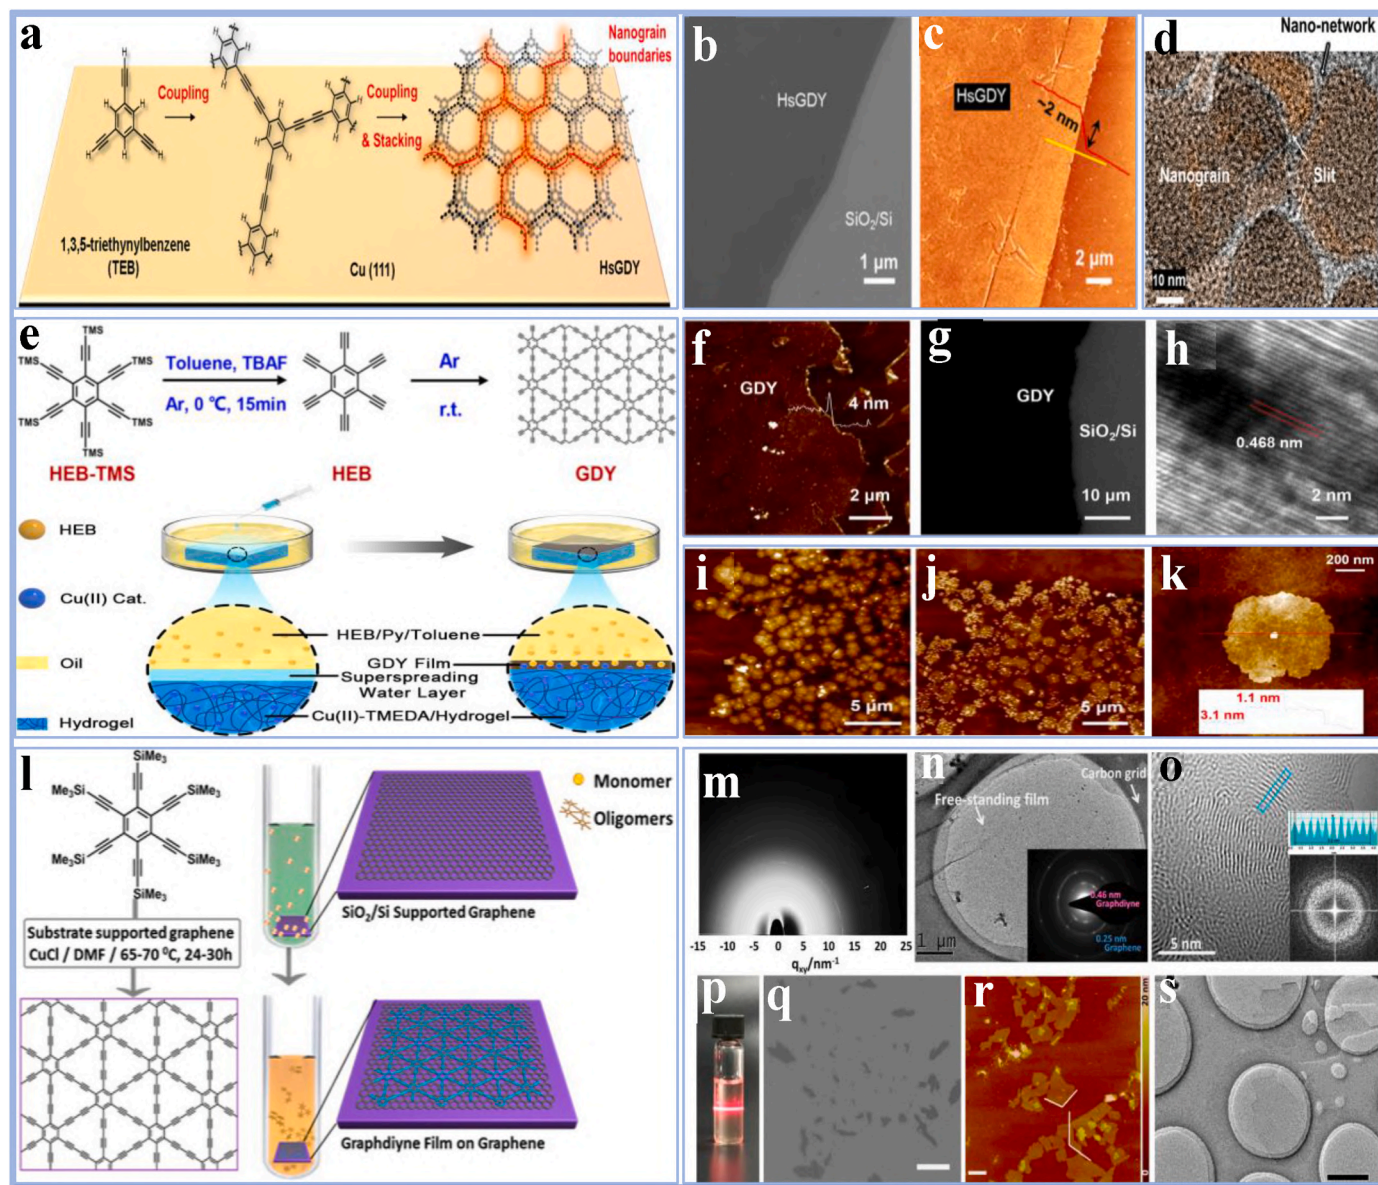 a
Nanograin
boundaries
H
Coupling
Coupling
& Stacking
1,3,5-triethynylbenzene
(TEB)
Cu (111)
HsGDY
b
HsGDY
SiO₂/Si
1 μm
c
HsGDY
~2 nm
2 μm
d
Nano-network
Nanograin
Slit
10 nm
e
TMS
TMS
TMS
TMS
TMS
TMS
Toluene, TBAF
Ar, 0 ℃, 15min
Ar
r.t.
HEB-TMS
HEB
GDY
HEB
Cu(II) Cat.
Oil
Hydrogel
HEB/Py/Toluene
GDY Film
Superspreading
Water Layer
Cu(II)-TMEDA/Hydrogel
f
GDY
4 nm
2 μm
g
GDY
SiO₂/Si
10 μm
h
0.468 nm
2 nm
i
5 μm
j
5 μm
k
200 nm
1.1 nm
3.1 nm
l
SiMe₃
Me₃Si
SiMe₃
Me₃Si
SiMe₃
SiMe₃
Substrate supported graphene
CuCl / DMF / 65-70 ⁰C, 24-30h
Monomer
Oligomers
SiO₂/Si Supported Graphene
Graphdiyne Film on Graphene
m
-15 -10 -5 0 5 10 15 20 25
qxy/nm⁻¹
n
Carbon grid
Free-standing film
0.46 nm
Graphdiyne
0.25 nm
Graphene
1 μm
o
5 nm
p
q
r
20 nm
0
s